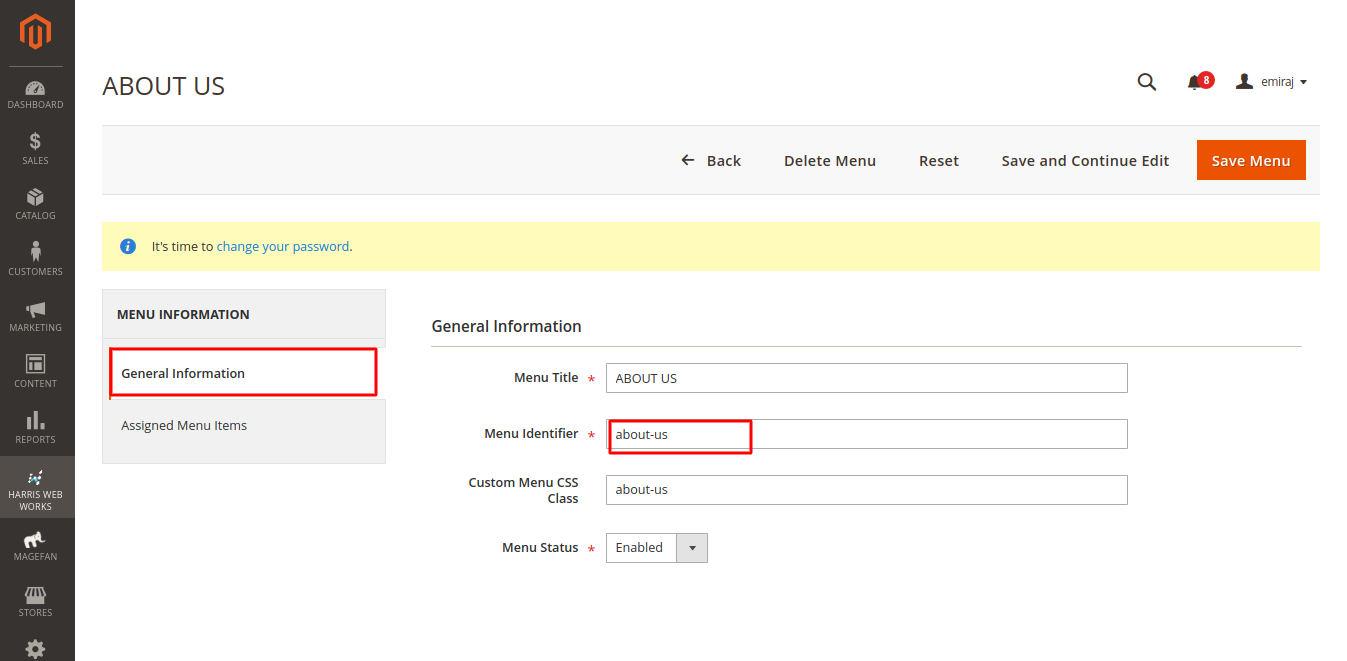 DASHBOARD
SALES
CATALOG
CUSTOMERS
MARKETING
CONTENT
REPORTS
HARRIS WEB
WORKS
MAGEFAN
STORES
ABOUT US
8
emiraj
Back Delete Menu Reset Save and Continue Edit Save Menu
It's time to change your password.
MENU INFORMATION
General Information
Assigned Menu Items
General Information
Menu Title * ABOUT US
Menu Identifier * about-us
Custom Menu CSS
Class
about-us
Menu Status * Enabled